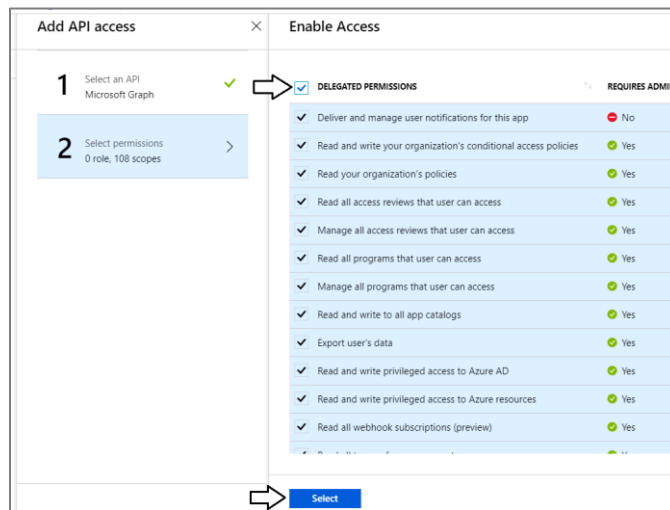 Add API access
1
Select an API
Microsoft Graph
2
Select permissions
0 role, 108 scopes
Enable Access
DELEGATED PERMISSIONS REQUIRES ADMI
Deliver and manage user notifications for this app No
Read and write your organization's conditional access policies Yes
Read your organization's policies Yes
Read all access reviews that user can access Yes
Manage all access reviews that user can access Yes
Read all programs that user can access Yes
Manage all programs that user can access Yes
Read and write to all app catalogs Yes
Export user's data Yes
Read and write privileged access to Azure AD Yes
Read and write privileged access to Azure resources Yes
Read all webhook subscriptions (preview) Yes
Select